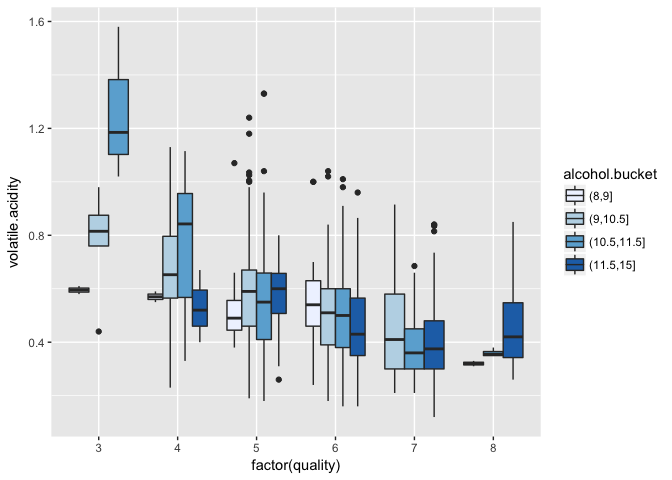 1.6
1.2
0.8
0.4
volatile.acidity
3 4 5 6 7 8
factor(quality)
alcohol.bucket
(8,9]
(9,10.5]
(10.5,11.5]
(11.5,15]